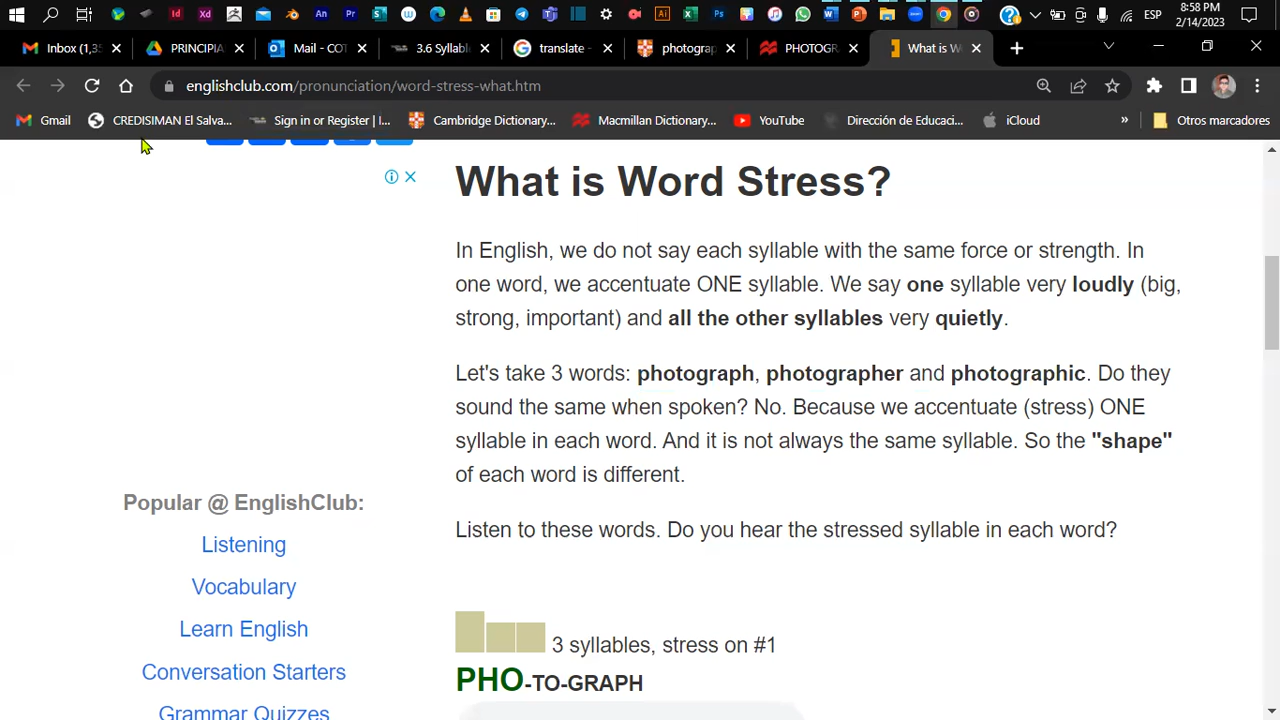 8:58 PM
ESP
2/14/2023
Inbox (1,3
PRINCIPIA
Mail - COT
3.6 Syllab
translate -
photograp
PHOTOGR
What is W
englishclub.com/pronunciation/word-stress-what.htm
Gmail
CREDISIMAN El Salva...
Sign in or Register | I...
Cambridge Dictionary...
Macmillan Dictionary...
YouTube
Dirección de Educaci...
iCloud
»
Otros marcadores
What is Word Stress?
In English, we do not say each syllable with the same force or strength. In
one word, we accentuate ONE syllable. We say one syllable very loudly (big,
strong, important) and all the other syllables very quietly.
Let's take 3 words: photograph, photographer and photographic. Do they
sound the same when spoken? No. Because we accentuate (stress) ONE
syllable in each word. And it is not always the same syllable. So the "shape"
of each word is different.
Listen to these words. Do you hear the stressed syllable in each word?
3 syllables, stress on #1
PHO-TO-GRAPH
Popular @ EnglishClub:
Listening
Vocabulary
Learn English
Conversation Starters
Grammar Quizzes